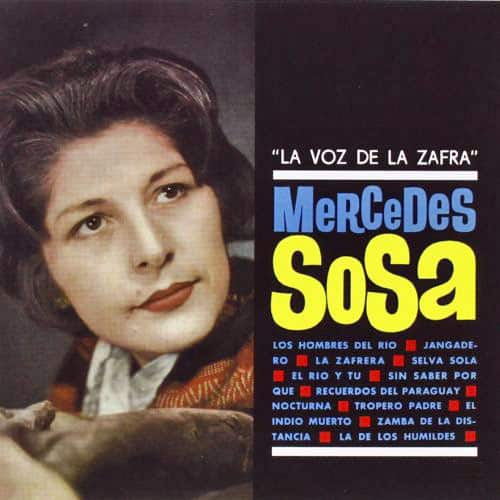 "LA VOZ DE LA ZAFRA"
MERCEDES
SOSA
LOS HOMBRES DEL RIO ■ JANGADE-
RO ■ LA ZAFRERA ■ SELVA SOLA
■ EL RIO Y TU ■ SIN SABER POR
QUE ■ RECUERDOS DEL PARAGUAY ■
NOCTURNA ■ TROPERO PADRE ■ EL
INDIO MUERTO ■ ZAMBA DE LA DIS-
TANCIA ■ LA DE LOS HUMILDES ■